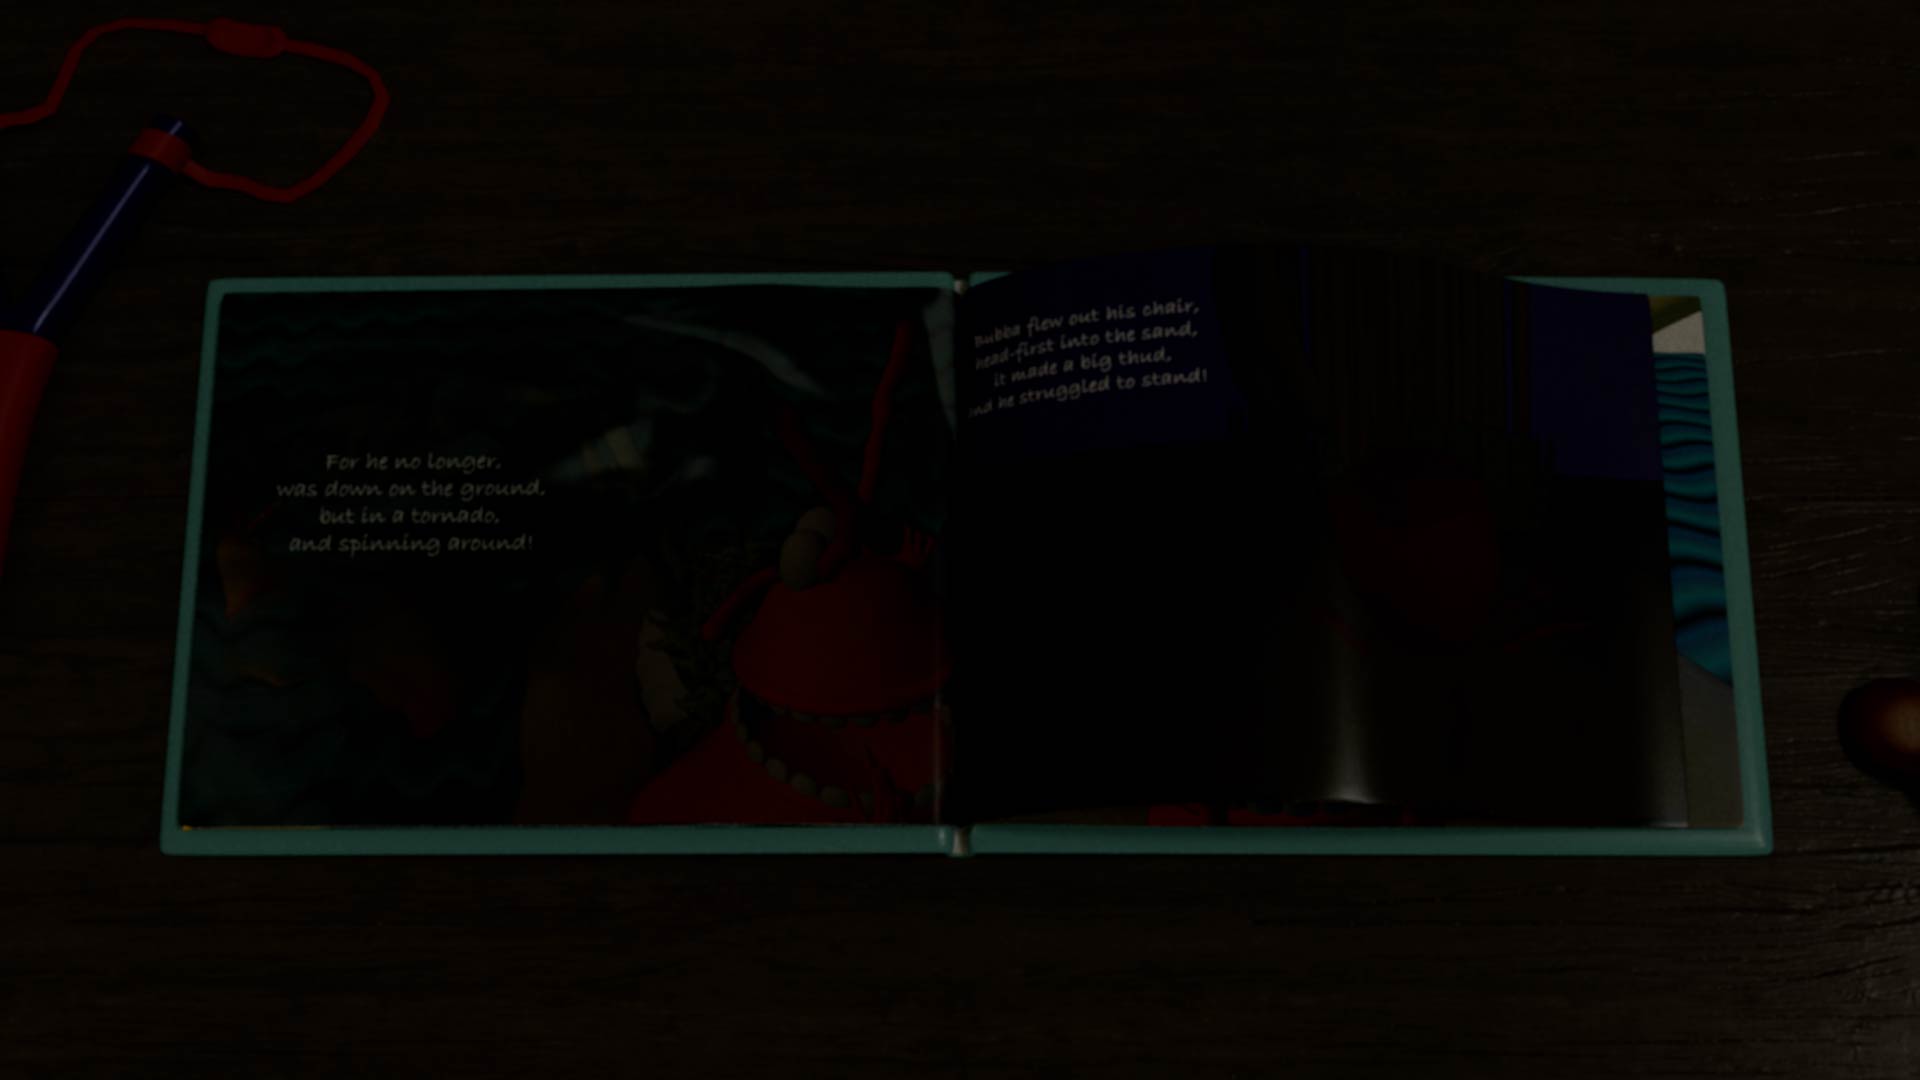 For he no longer,
was down on the ground,
but in a tornado,
and spinning around!
Bubba flew out his chair,
head-first into the sand,
it made a big thud,
and he struggled to stand!